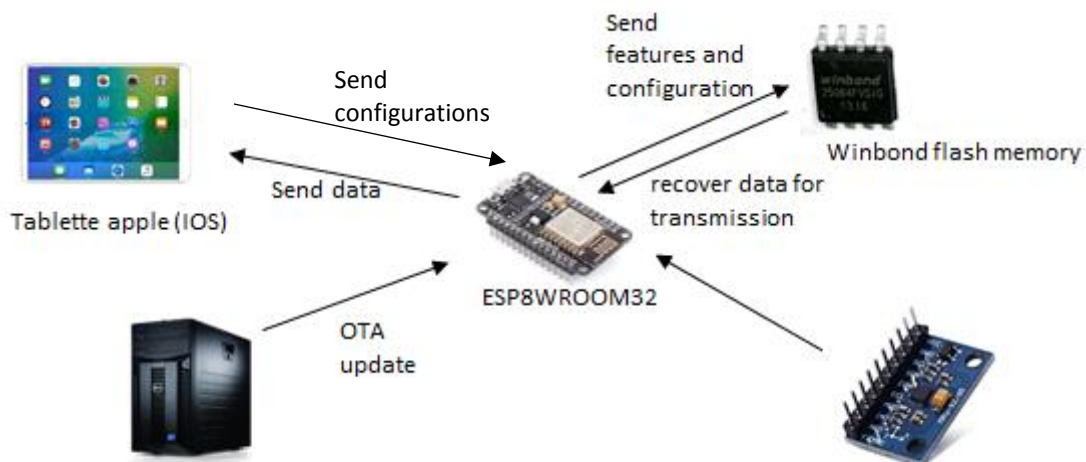 Send
features and
configuration
Send
configurations
winbond
Winbond flash memory
Send data
recover data for
transmission
Tablette apple (IOS)
ESP8WROOM32
OTA
update